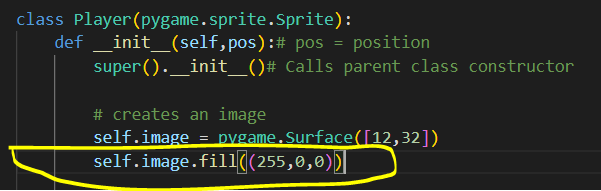 class Player(pygame.sprite.Sprite):
def __init__(self,pos):# pos = position
super().__init__()# Calls parent class constructor
# creates an image
self.image = pygame.Surface([12,32])
self.image.fill((255,0,0))